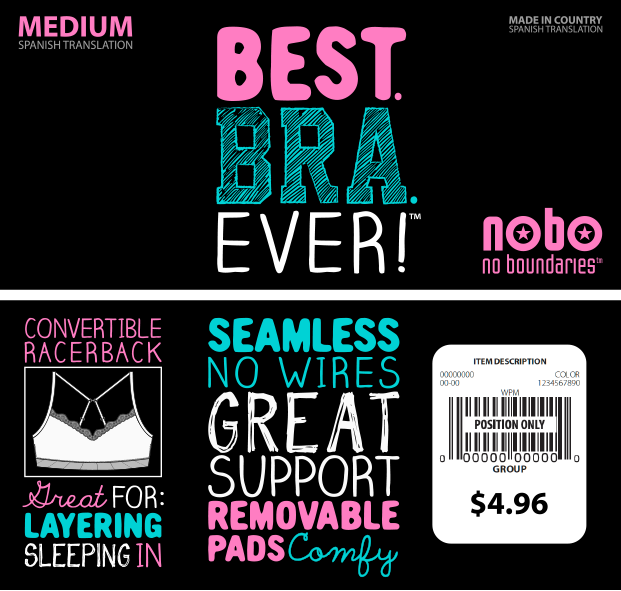 MEDIUM
SPANISH TRANSLATION
MADE IN COUNTRY
SPANISH TRANSLATION
BEST.
BRA.
EVER!™
nobo
no boundaries™
CONVERTIBLE
RACERBACK
Great FOR:
LAYERING
SLEEPING IN
SEAMLESS
NO WIRES
GREAT
SUPPORT
REMOVABLE
PADS Comfy
ITEM DESCRIPTION
00000000 COLOR
00-00 1234567890
WPM
POSITION ONLY
0 00000 00000 0
GROUP
$4.96